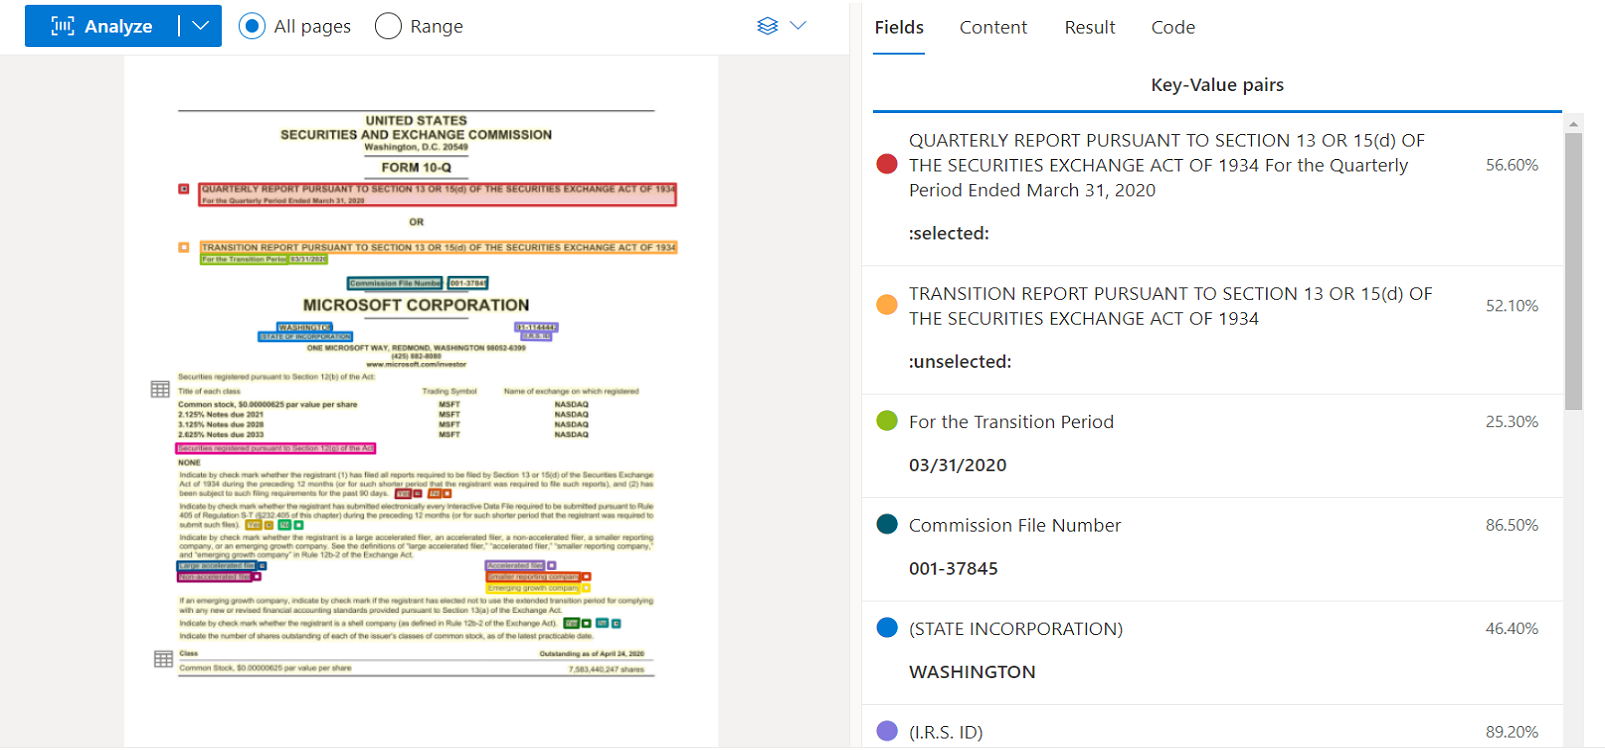 Analyze
All pages
Range
Fields
Content
Result
Code
Key-Value pairs
UNITED STATES
SECURITIES AND EXCHANGE COMMISSION
Washington, D.C. 20549
FORM 10-Q
QUARTERLY REPORT PURSUANT TO SECTION 13 OR 15(d) OF THE SECURITIES EXCHANGE ACT OF 1934
For the Quarterly Period Ended March 31, 2020
OR
TRANSITION REPORT PURSUANT TO SECTION 13 OR 15(d) OF THE SECURITIES EXCHANGE ACT OF 1934
For the Transition Period 03/31/2020
Commission File Number 001-37845
MICROSOFT CORPORATION
WASHINGTON
STATE OF INCORPORATION
91-1144442
(I.R.S. ID)
ONE MICROSOFT WAY, REDMOND, WASHINGTON 98052-6399
(425) 882-8080
www.microsoft.com/investor
Securities registered pursuant to Section 12(b) of the Act:
Title of each class Trading Symbol Name of exchange on which registered
Common stock, $0.00000625 par value per share MSFT NASDAQ
2.125% Notes due 2021 MSFT NASDAQ
3.125% Notes due 2028 MSFT NASDAQ
2.625% Notes due 2033 MSFT NASDAQ
Securities registered pursuant to Section 12(g) of the Act
NONE
Indicate by check mark whether the registrant (1) has filed all reports required to be filed by Section 13 or 15(d) of the Securities Exchange
Act of 1934 during the preceding 12 months (or for such shorter period that the registrant was required to file such reports), and (2) has
been subject to such filing requirements for the past 90 days.
Indicate by check mark whether the registrant has submitted electronically every Interactive Data File required to be submitted pursuant to Rule
405 of Regulation S-T (§232.405 of this chapter) during the preceding 12 months (or for such shorter period that the registrant was required to
submit such files).
Indicate by check mark whether the registrant is a large accelerated filer, an accelerated filer, a non-accelerated filer, a smaller reporting
company, or an emerging growth company. See the definitions of "large accelerated filer," "accelerated filer," "smaller reporting company,"
and "emerging growth company" in Rule 12b-2 of the Exchange Act.
Large accelerated filer Accelerated filer
Non-accelerated filer Smaller reporting company
Emerging growth company
If an emerging growth company, indicate by check mark if the registrant has elected not to use the extended transition period for complying
with any new or revised financial accounting standards provided pursuant to Section 13(a) of the Exchange Act.
Indicate by check mark whether the registrant is a shell company (as defined in Rule 12b-2 of the Exchange Act).
Indicate the number of shares outstanding of each of the issuer's classes of common stock, as of the latest practicable date.
Class Outstanding as of April 24, 2020
Common Stock, $0.00000625 par value per share 7,583,440,247 shares
QUARTERLY REPORT PURSUANT TO SECTION 13 OR 15(d) OF
THE SECURITIES EXCHANGE ACT OF 1934 For the Quarterly
Period Ended March 31, 2020
56.60%
:selected:
TRANSITION REPORT PURSUANT TO SECTION 13 OR 15(d) OF
THE SECURITIES EXCHANGE ACT OF 1934
52.10%
:unselected:
For the Transition Period 25.30%
03/31/2020
Commission File Number 86.50%
001-37845
(STATE INCORPORATION) 46.40%
WASHINGTON
(I.R.S. ID) 89.20%